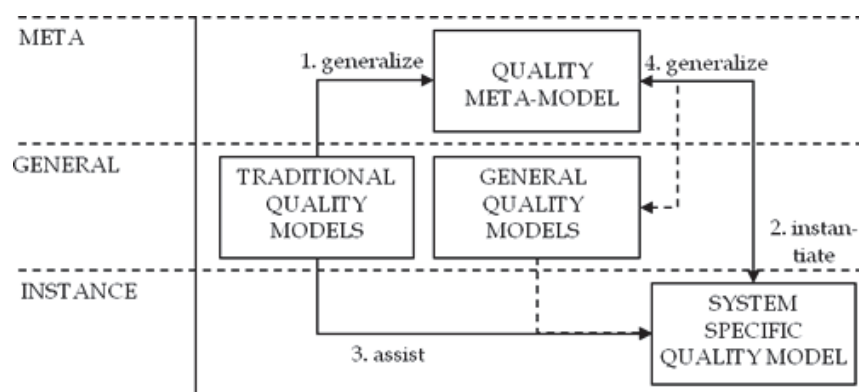 META
1. generalize
QUALITY
META-MODEL
4. generalize
GENERAL
TRADITIONAL
QUALITY
MODELS
GENERAL
QUALITY
MODELS
2. instan-
tiate
INSTANCE
3. assist
SYSTEM
SPECIFIC
QUALITY MODEL